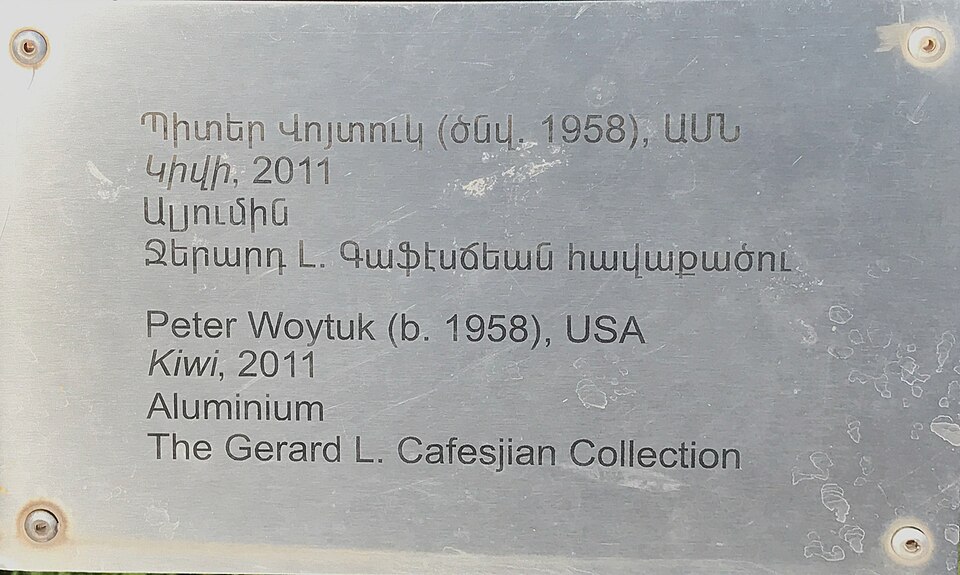 Պիտեր Վոյտուկ (ծնվ. 1958), ԱՄՆ
Կիվի, 2011
Ալյումին
Ջերարդ Լ. Գաֆէսճեան հավաքածու
Peter Woytuk (b. 1958), USA
Kiwi, 2011
Aluminium
The Gerard L. Cafesjian Collection